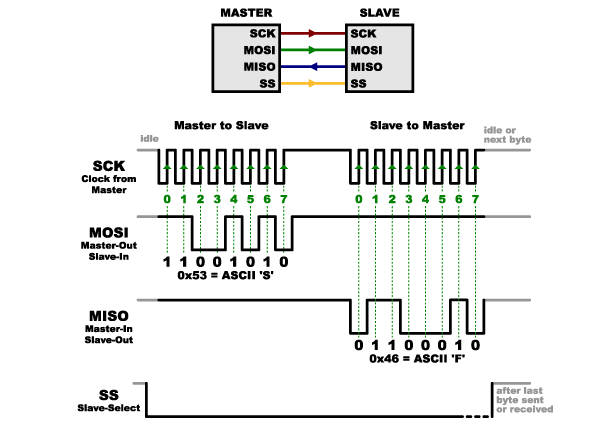 MASTER SLAVE
SCK SCK
MOSI MOSI
MISO MISO
SS SS
Master to Slave Slave to Master
idle
idle or
next byte
SCK
Clock from
Master
0 1 2 3 4 5 6 7 0 1 2 3 4 5 6 7
MOSI
Master-Out
Slave-In
1 1 0 0 1 0 1 0
0x53 = ASCII 'S'
MISO
Master-In
Slave-Out
0 1 1 0 0 0 1 0
0x46 = ASCII 'F'
SS
Slave-Select
after last
byte sent
or received